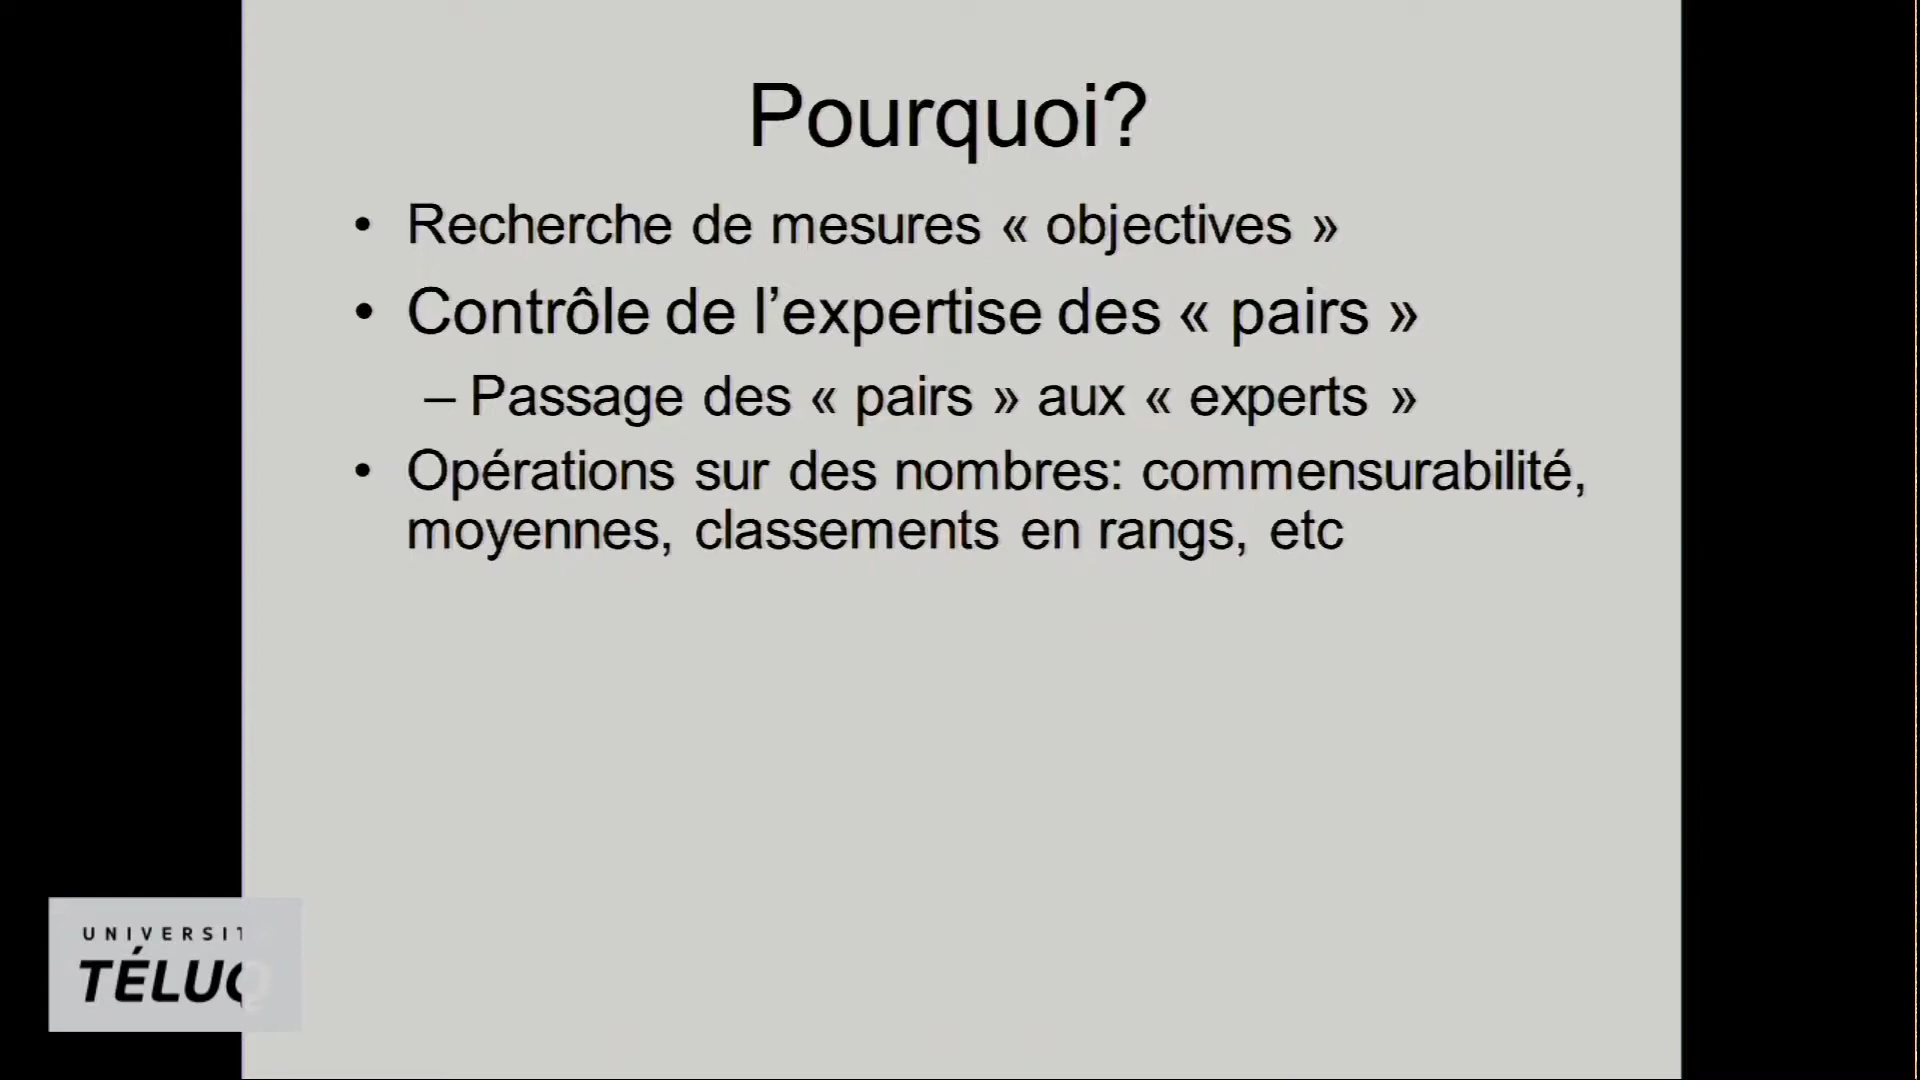 Pourquoi?
• Recherche de mesures « objectives »
• Contrôle de l’expertise des « pairs »
– Passage des « pairs » aux « experts »
• Opérations sur des nombres: commensurabilité,
moyennes, classements en rangs, etc
UNIVERSIT
TÉLUQ